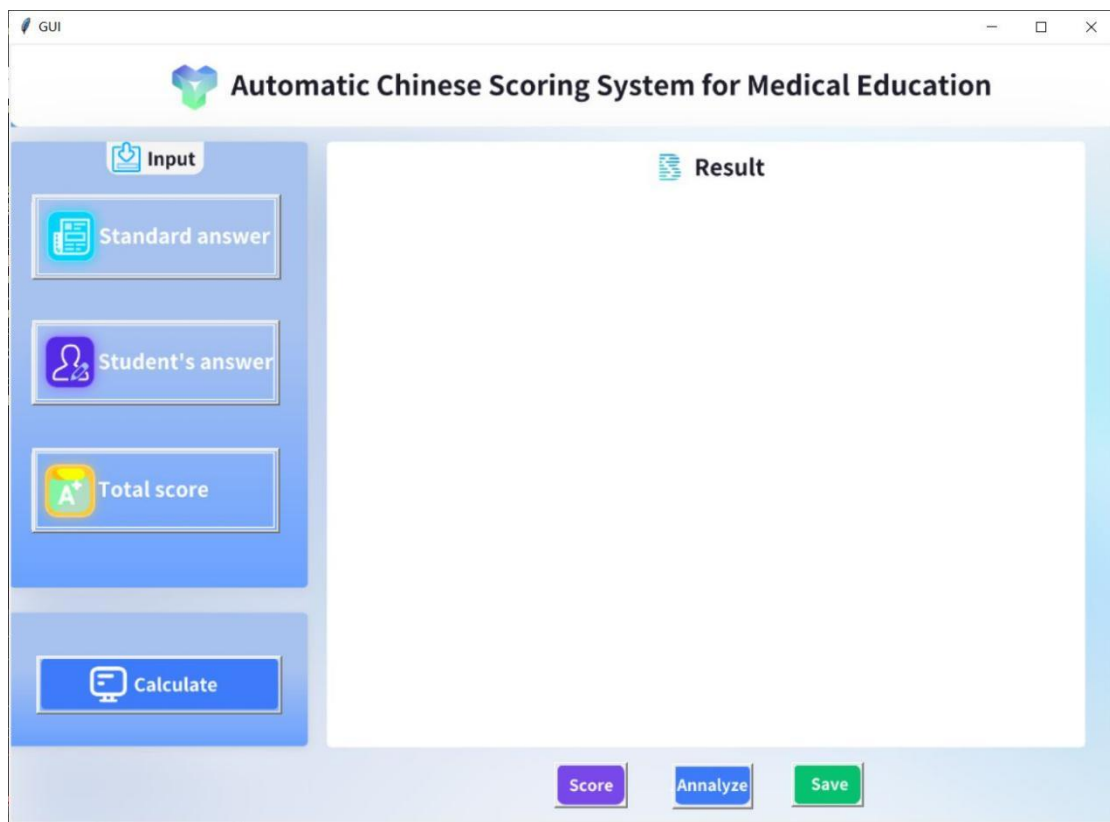 GUI
Automatic Chinese Scoring System for Medical Education
Input
Result
Standard answer
Student's answer
A+
Total score
Calculate
Score
Annalyze
Save